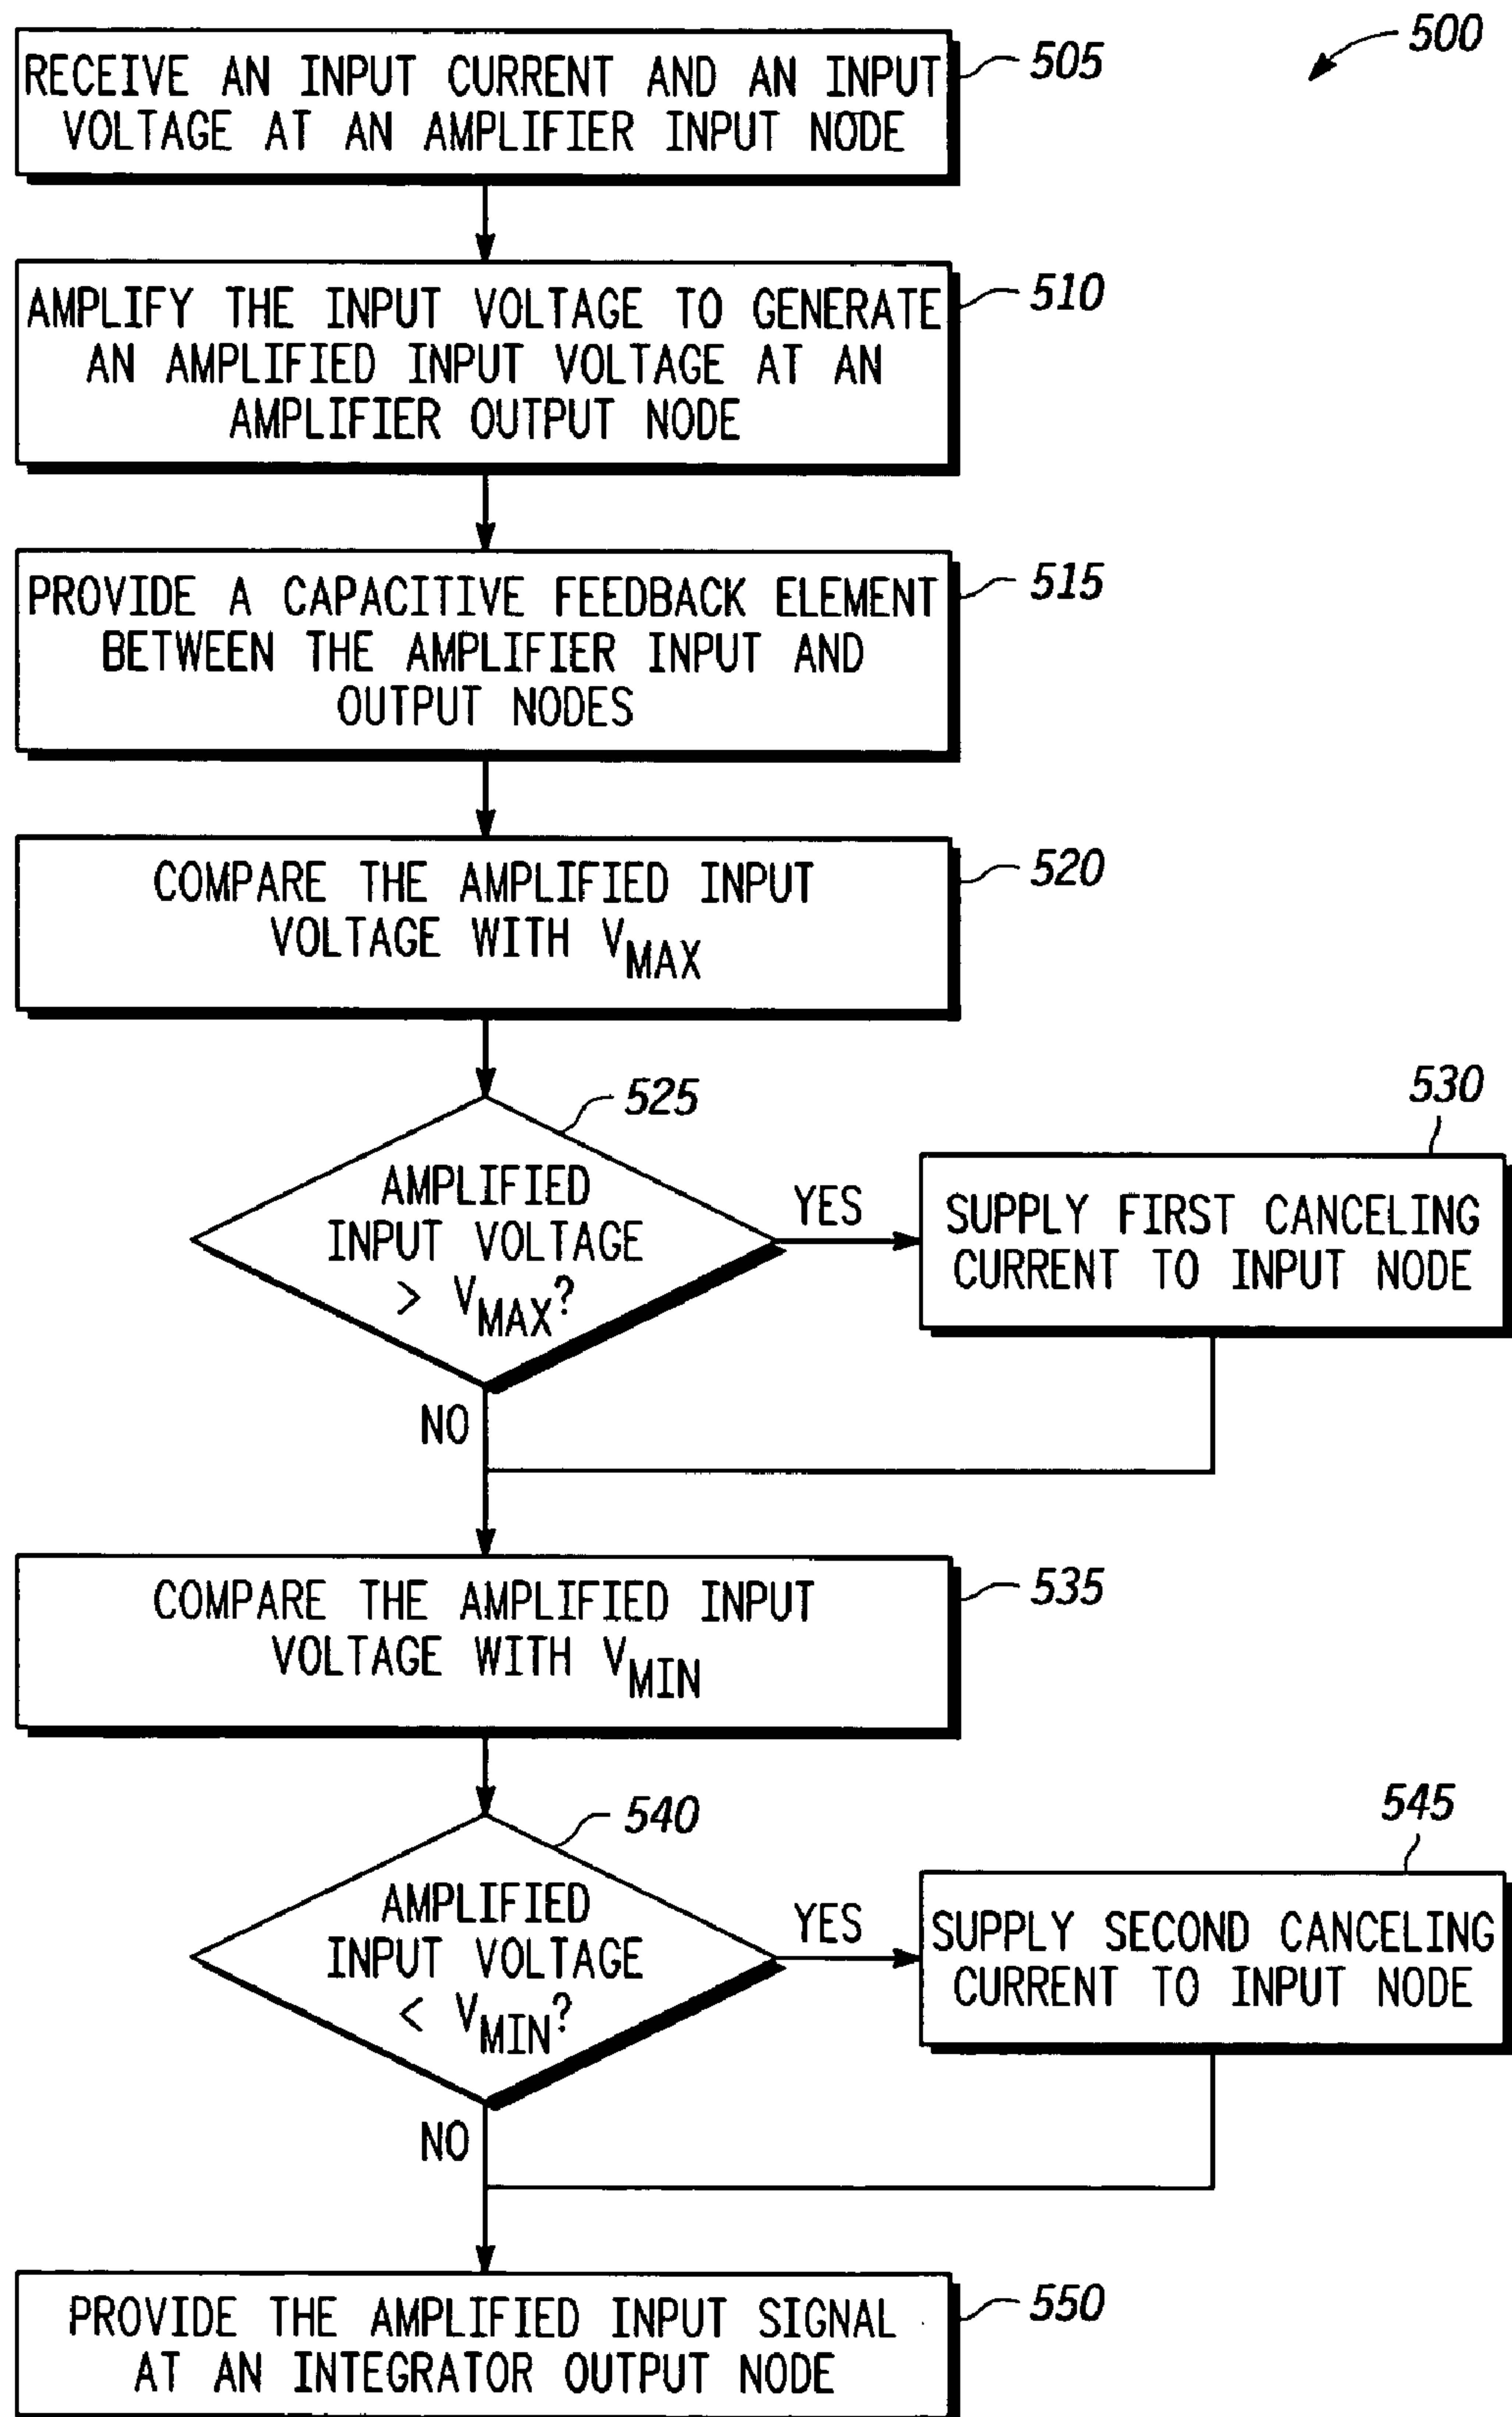 500
RECEIVE AN INPUT CURRENT AND AN INPUT
VOLTAGE AT AN AMPLIFIER INPUT NODE
505
AMPLIFY THE INPUT VOLTAGE TO GENERATE
AN AMPLIFIED INPUT VOLTAGE AT AN
AMPLIFIER OUTPUT NODE
510
PROVIDE A CAPACITIVE FEEDBACK ELEMENT
BETWEEN THE AMPLIFIER INPUT AND
OUTPUT NODES
515
COMPARE THE AMPLIFIED INPUT
VOLTAGE WITH VMAX
520
525
AMPLIFIED
INPUT VOLTAGE
> VMAX?
YES
NO
530
SUPPLY FIRST CANCELING
CURRENT TO INPUT NODE
COMPARE THE AMPLIFIED INPUT
VOLTAGE WITH VMIN
535
540
AMPLIFIED
INPUT VOLTAGE
< VMIN?
YES
NO
545
SUPPLY SECOND CANCELING
CURRENT TO INPUT NODE
PROVIDE THE AMPLIFIED INPUT SIGNAL
AT AN INTEGRATOR OUTPUT NODE
550